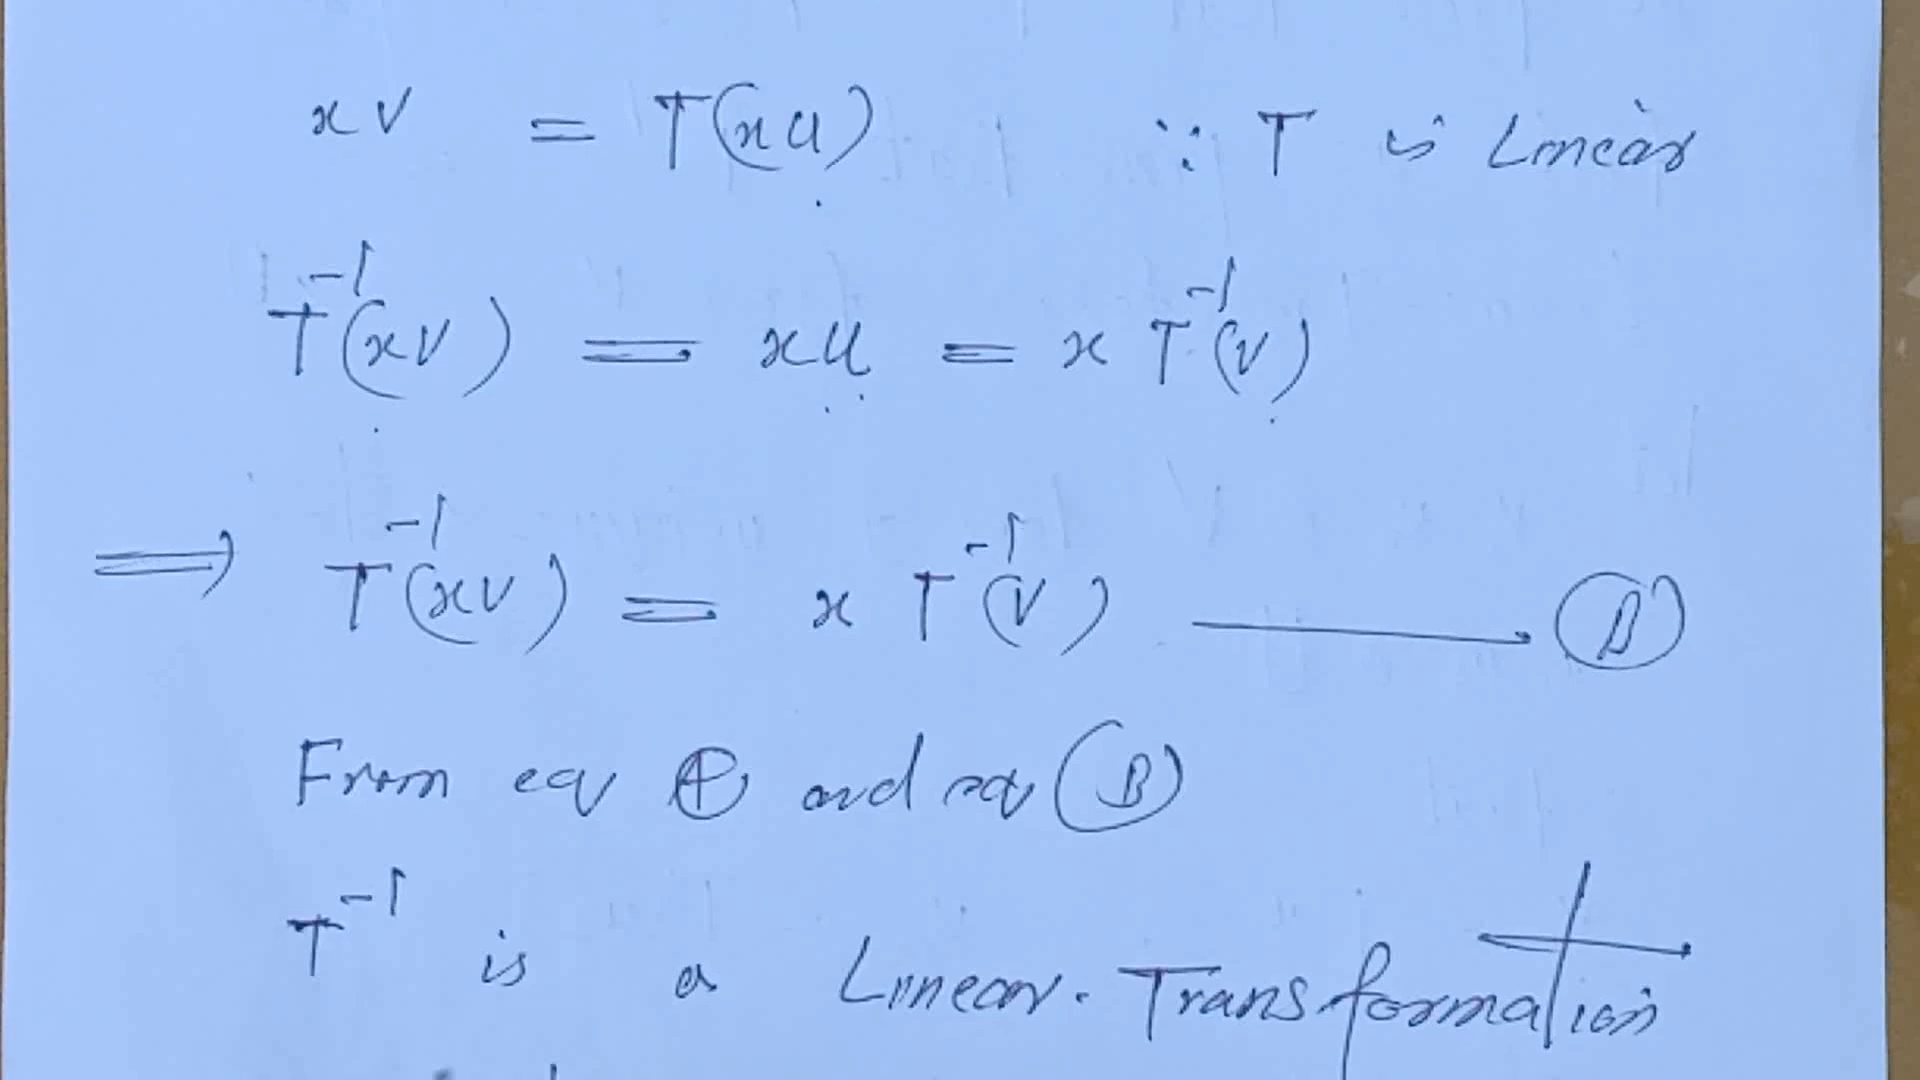 xv = T(xu) ∵ T is Linear
T⁻¹(xv) = xu = x T⁻¹(v)
⟹ T⁻¹(xv) = x T⁻¹(v) —— Ⓑ
From eq and eq Ⓑ
T⁻¹ is a Linear. Transformation